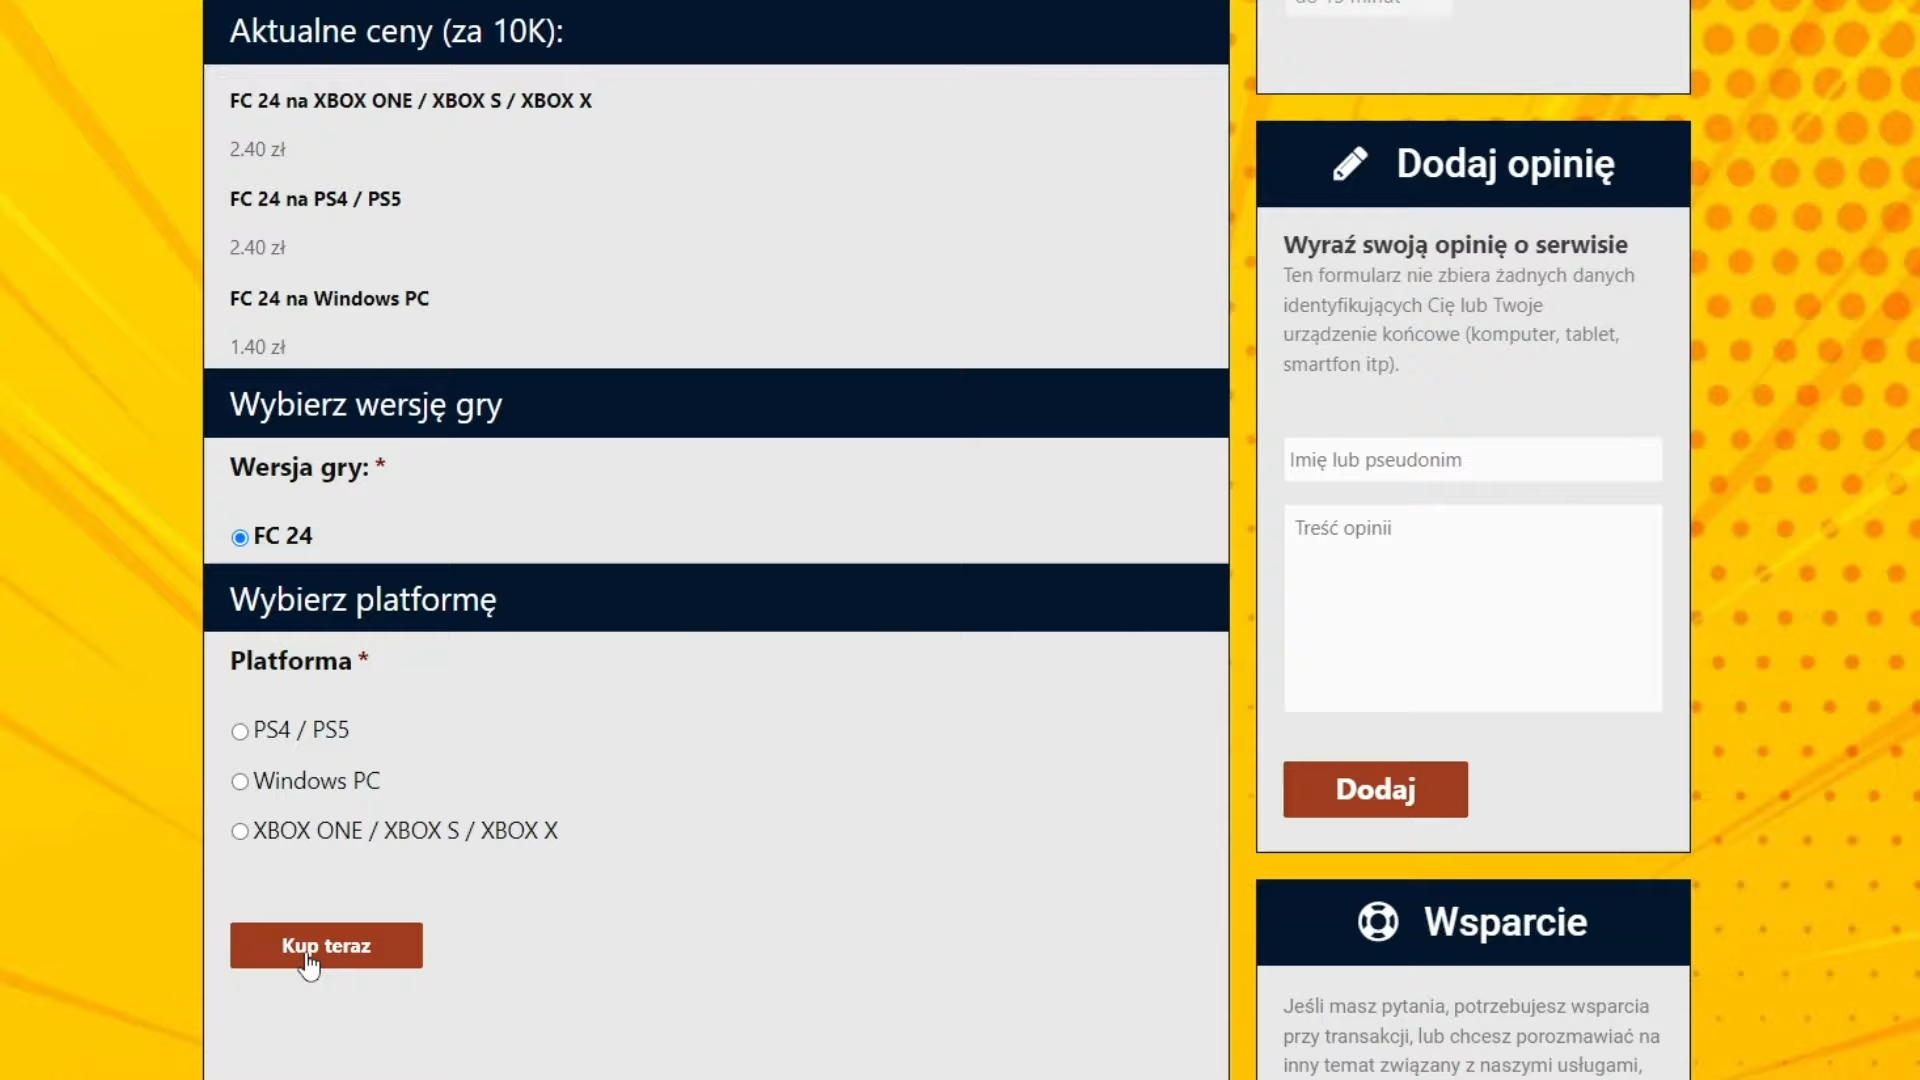 Aktualne ceny (za 10K):
FC 24 na XBOX ONE / XBOX S / XBOX X
2.40 zł
FC 24 na PS4 / PS5
2.40 zł
FC 24 na Windows PC
1.40 zł
Wybierz wersję gry
Wersja gry: *
FC 24
Wybierz platformę
Platforma *
PS4 / PS5
Windows PC
XBOX ONE / XBOX S / XBOX X
Kup teraz
Dodaj opinię
Wyraź swoją opinię o serwisie
Ten formularz nie zbiera żadnych danych
identyfikujących Cię lub Twoje
urządzenie końcowe (komputer, tablet,
smartfon itp).
Imię lub pseudonim
Treść opinii
Dodaj
Wsparcie
Jeśli masz pytania, potrzebujesz wsparcia
przy transakcji, lub chcesz porozmawiać na
inny temat związany z naszymi usługami,